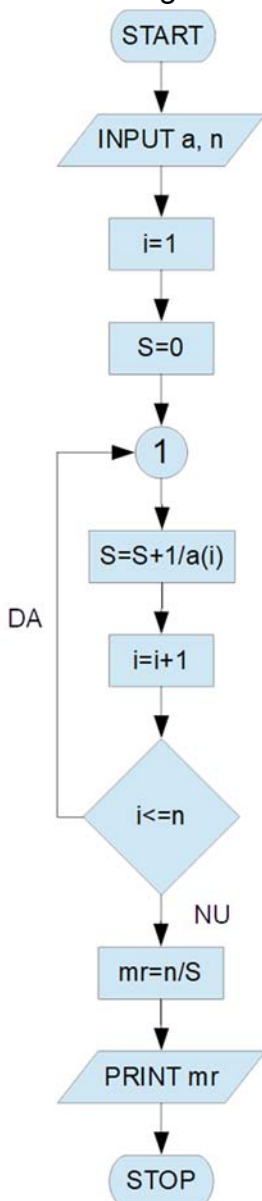 START
INPUT a, n
i=1
S=0
1
S=S+1/a(i)
DA
i=i+1
i<=n
NU
mr=n/S
PRINT mr
STOP